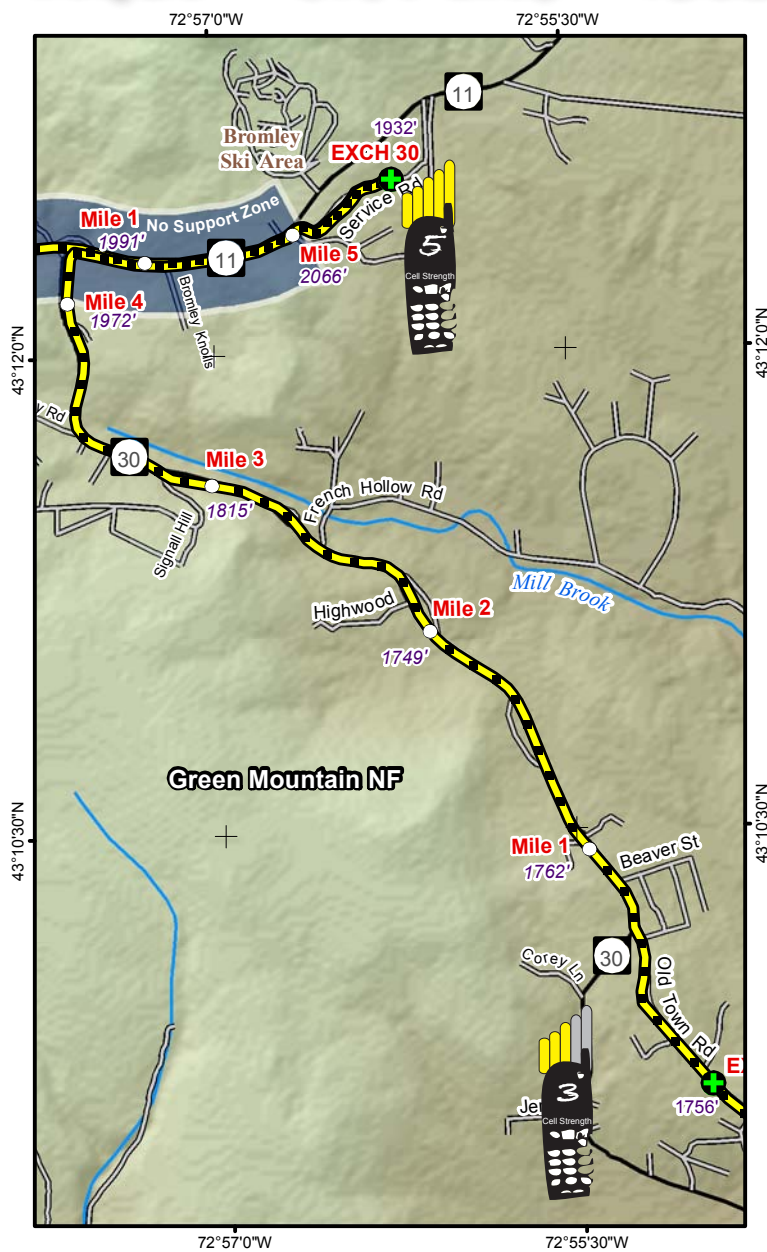 72°57'0"W
72°55'30"W
11
Bromley
Ski Area
1932'
EXCH 30
Service Rd
5
Cell Strength
Mile 1
1991'
No Support Zone
11
Mile 5
2066'
Mile 4
1972'
Bromley Knolls
43°12'0"N
43°12'0"N
y Rd
30
Mile 3
1815'
French Hollow Rd
Signall Hill
Mill Brook
Highwood
Mile 2
1749'
Green Mountain NF
43°10'30"N
43°10'30"N
Mile 1
1762'
Beaver St
Corey Ln
30
Old Town Rd
3
Cell Strength
Je
EX
1756'
72°57'0"W
72°55'30"W